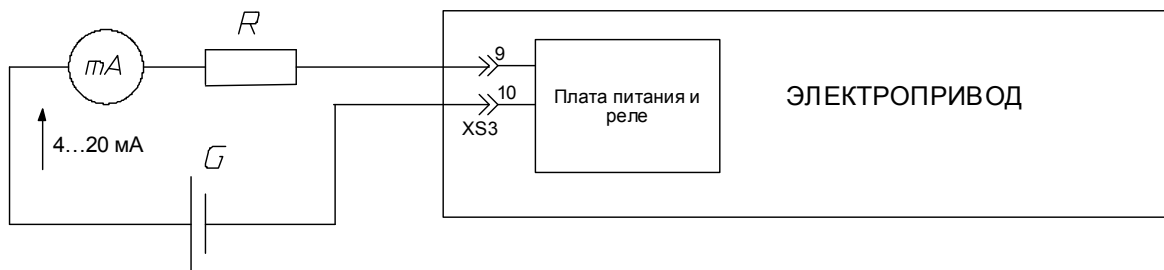 R
mA
9
10
XS3
Плата питания и
реле
ЭЛЕКТРОПРИВОД
4...20 мА
G